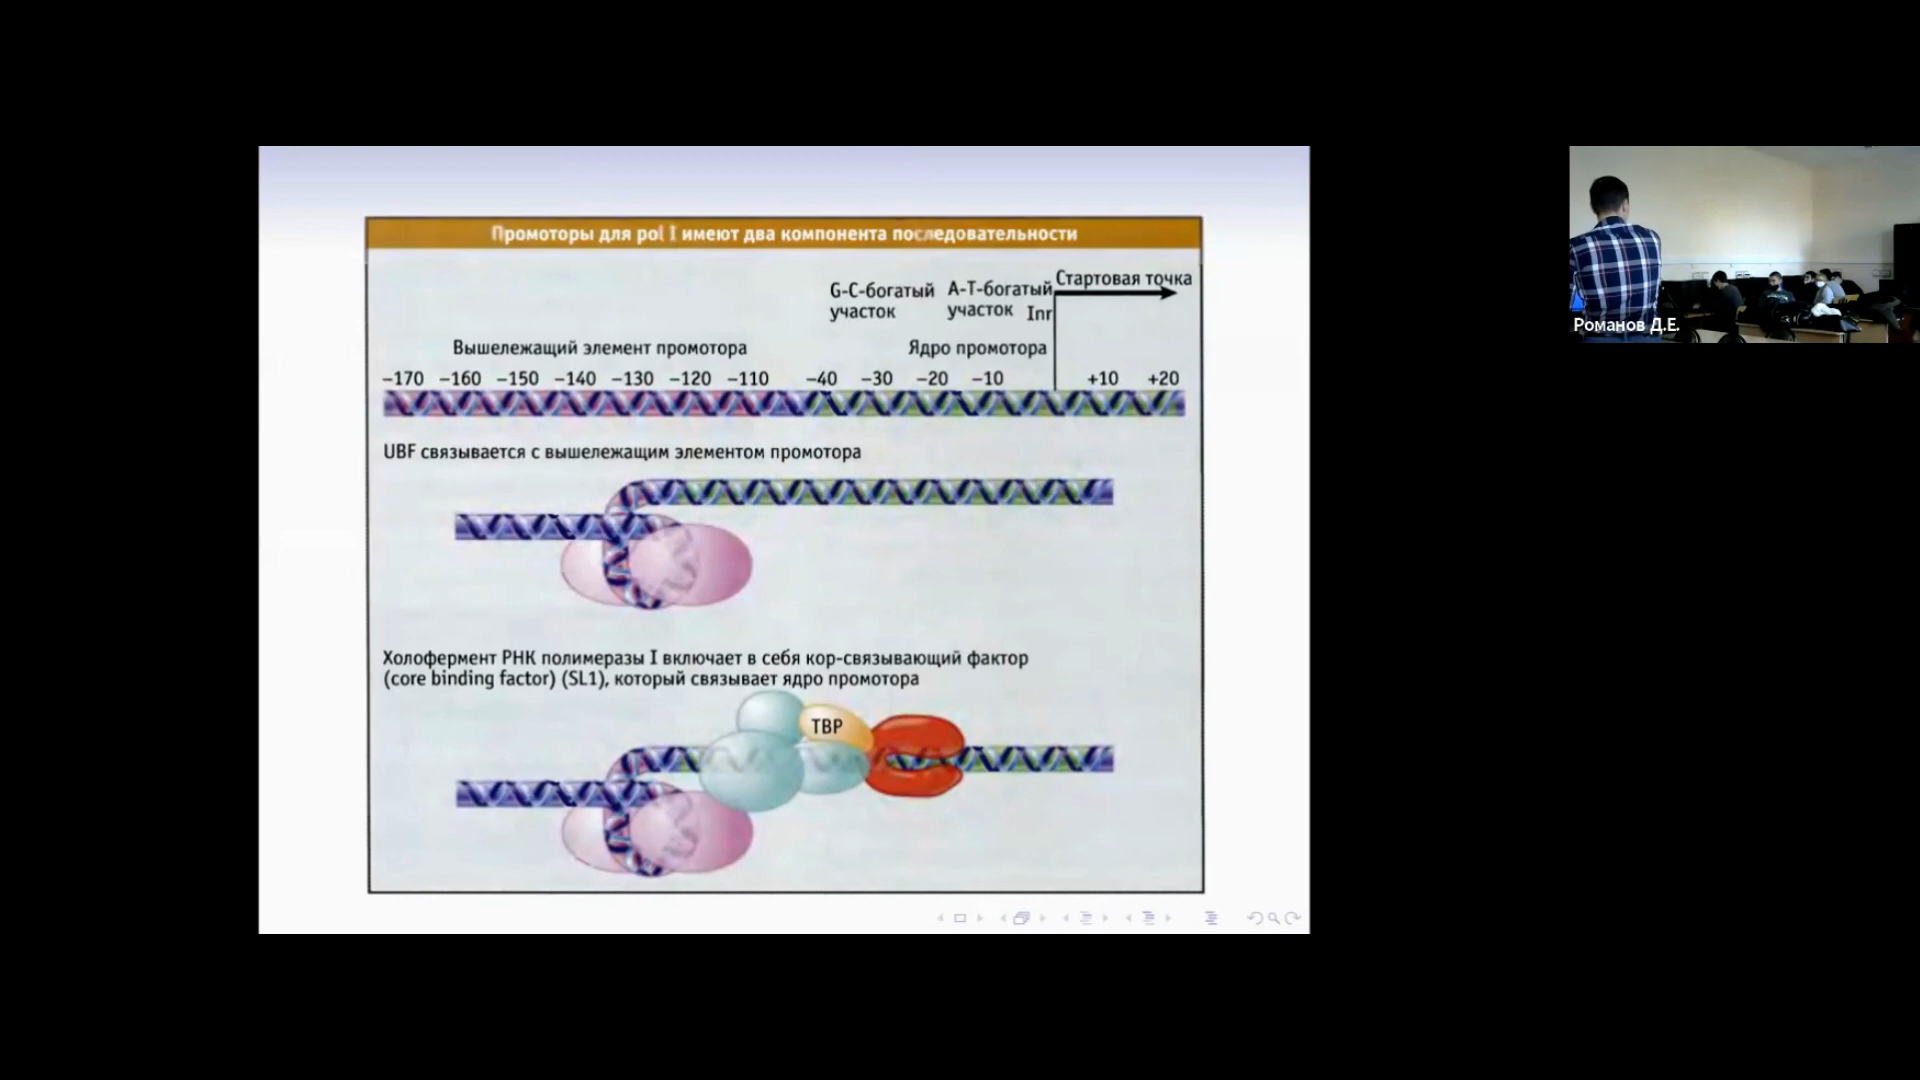 Промоторы для pol I имеют два компонента последовательности
Стартовая точка
G-C-богатый участок
A-T-богатый участок
Inr
Вышележащий элемент промотора
Ядро промотора
−170 −160 −150 −140 −130 −120 −110 −40 −30 −20 −10 +10 +20
UBF связывается с вышележащим элементом промотора
Холофермент РНК полимеразы I включает в себя кор-связывающий фактор
(core binding factor) (SL1), который связывает ядро промотора
TBP
Романов Д.Е.